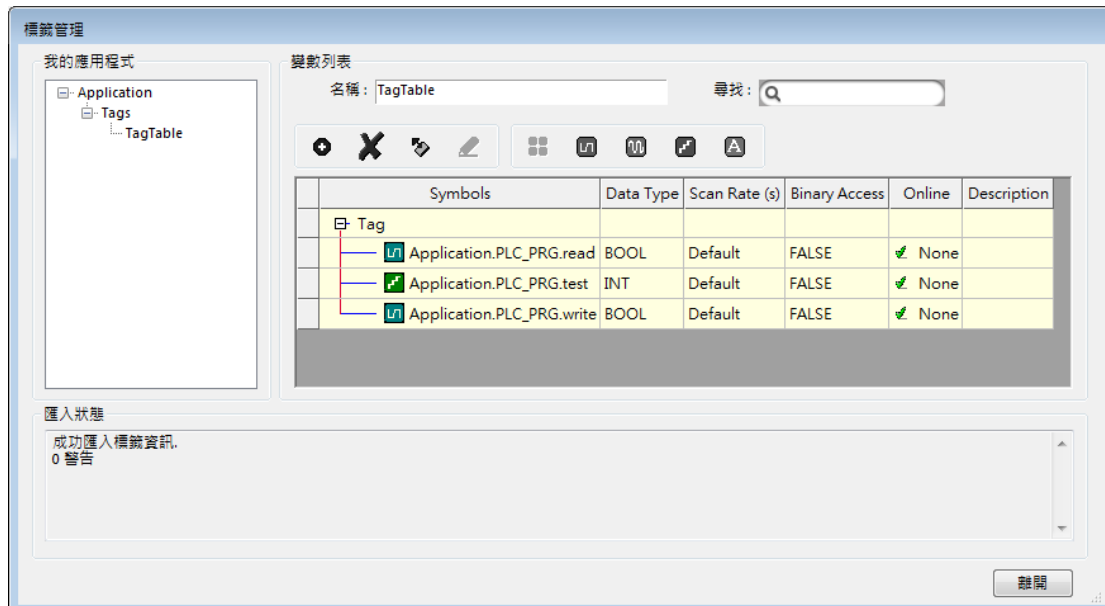 標籤管理
我的應用程式
Application
Tags
TagTable
變數列表
名稱： TagTable 尋找：
Symbols Data Type Scan Rate (s) Binary Access Online Description
Tag
Application.PLC_PRG.read BOOL Default FALSE None
Application.PLC_PRG.test INT Default FALSE None
Application.PLC_PRG.write BOOL Default FALSE None
匯入狀態
成功匯入標籤資訊.
0 警告
離開